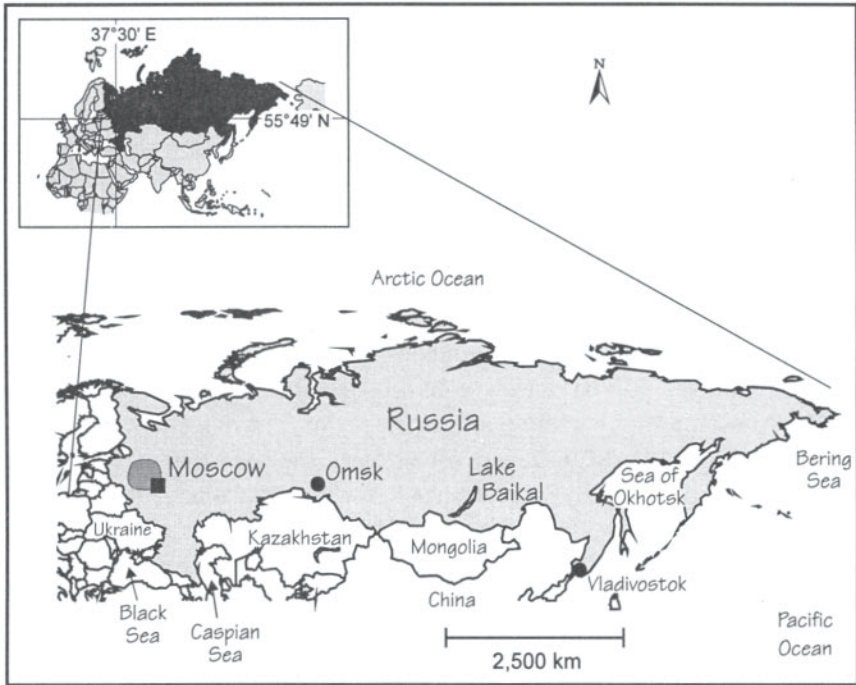 37°30' E
N
55°49' N
Arctic Ocean
Russia
Moscow
Omsk
Lake
Baikal
Sea of
Okhotsk
Bering
Sea
Ukraine
Kazakhstan
Mongolia
Vladivostok
China
Black
Sea
Caspian
Sea
Pacific
Ocean
2,500 km